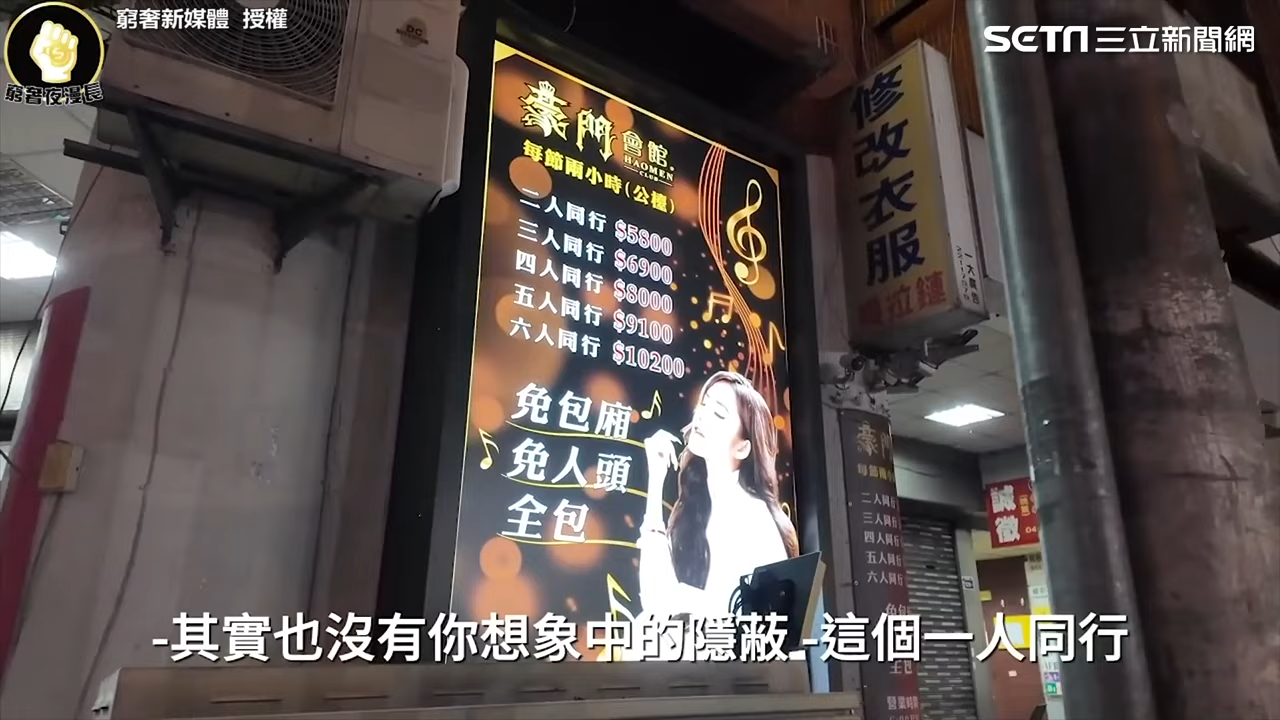 窮奢新媒體 授權
窮奢夜漫長
SETN三立新聞網
豪門會館
HAOMEN
CLUB
每節兩小時(公檯)
二人同行 $5800
三人同行 $6900
四人同行 $8000
五人同行 $9100
六人同行 $10200
免包廂
免人頭
全包
修改衣服
拉鏈
豪門
二人同行
三人同行
四人同行
五人同行
六人同行
誠徵
-其實也沒有你想象中的隱蔽 -這個一人同行